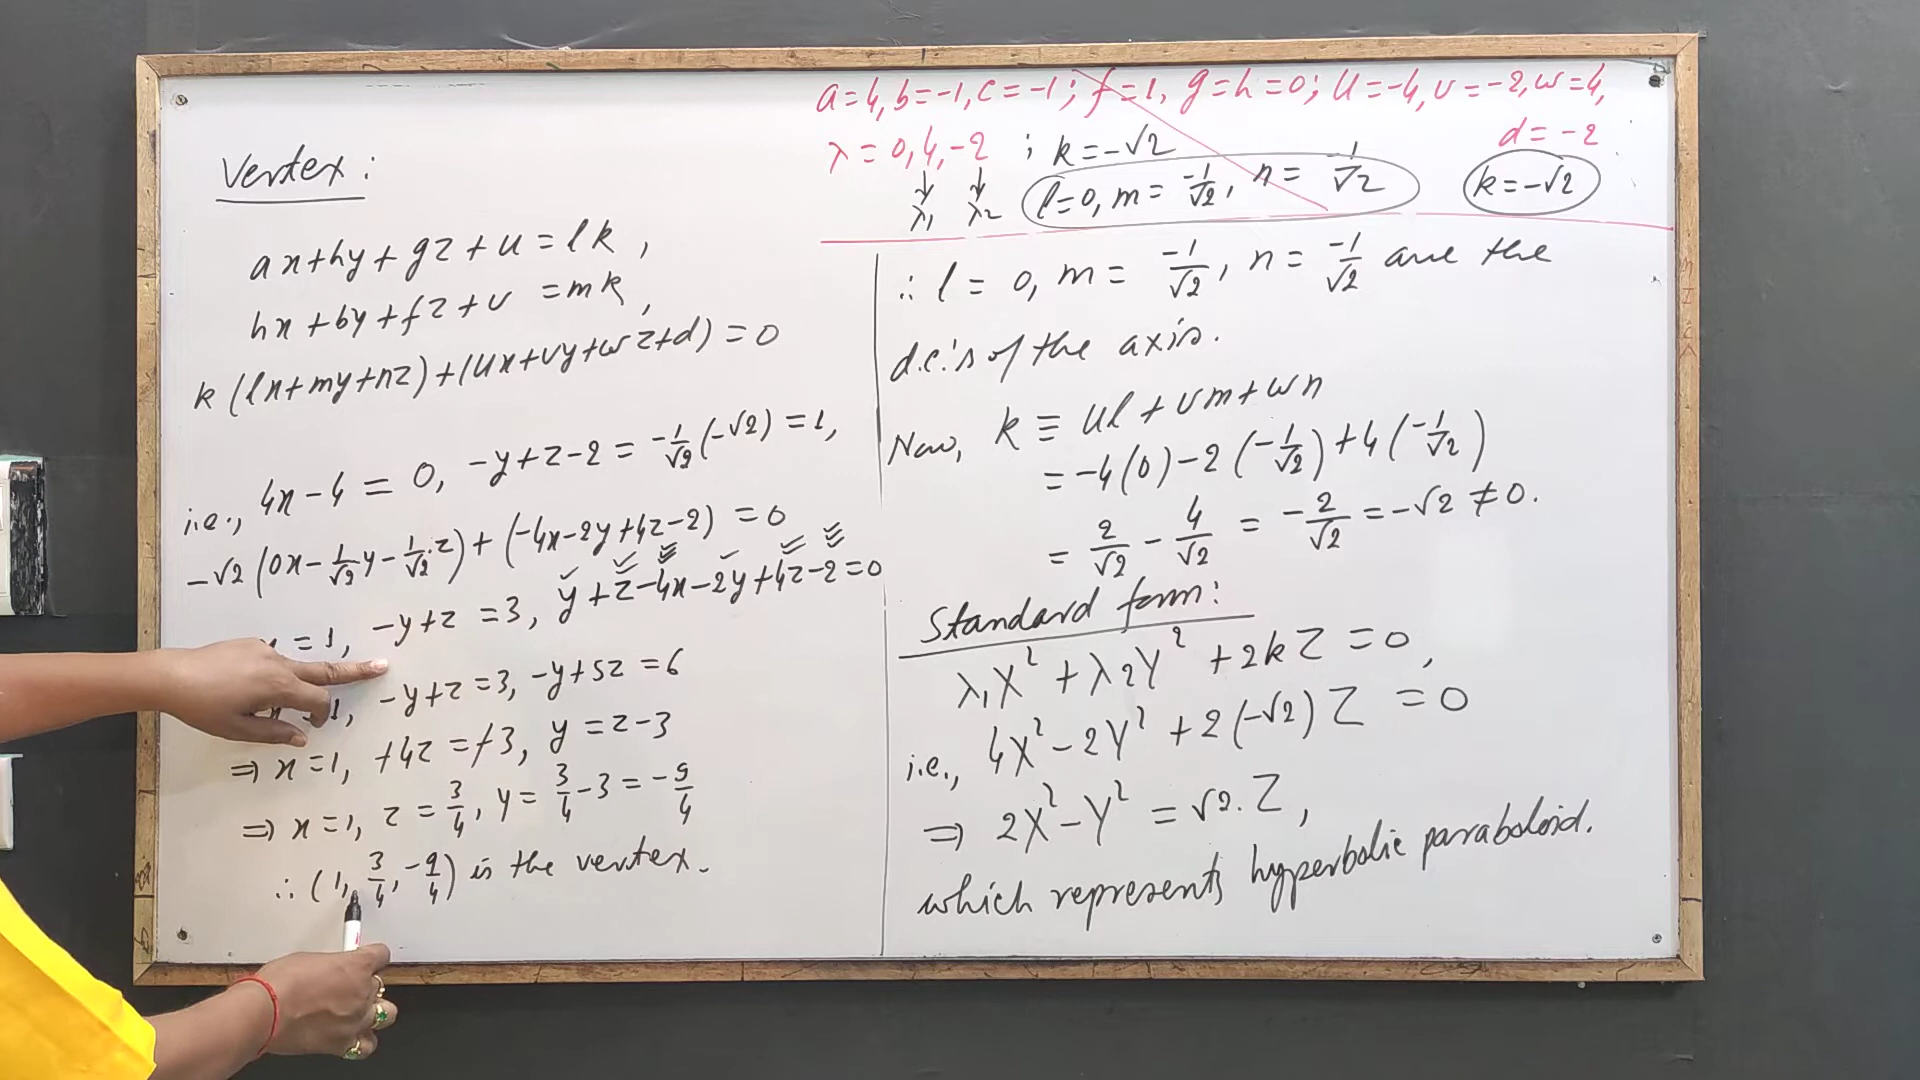 a=4, b=-1, c=-1; f=1, g=h=0; u=-4, v=-2, w=4,
d=-2
λ = 0, 4, -2 ; k=-√2
λ₁ λ₂
l=0, m = -1/√2, n = -1/√2
k=-√2
Vertex:
ax+hy+gz+u = lk,
hx+by+fz+v = mk,
k(lx+my+nz)+(ux+vy+wz+d) = 0
i.e., 4x-4 = 0, -y+z-2 = -1/√2 (-√2) = 1,
-√2 (0x - 1/√2 y - 1/√2 . z) + (-4x-2y+4z-2) = 0
x = 1, -y+z = 3, y+z-4x-2y+4z-2=0
1, -y+z = 3, -y+5z = 6
⇒ x = 1, +4z = +3, y = z-3
⇒ x = 1, z = 3/4, y = 3/4 - 3 = -9/4
∴ (1, 3/4, -9/4) is the vertex.
∴ l = 0, m = -1/√2, n = -1/√2 are the
d.c.'s of the axis.
Now, k ≡ ul + vm + wn
= -4(0) -2(-1/√2) + 4(-1/√2)
= 2/√2 - 4/√2 = -2/√2 = -√2 ≠ 0.
Standard form:
λ₁X² + λ₂Y² + 2kZ = 0,
i.e., 4X² - 2Y² + 2(-√2) Z = 0
⇒ 2X² - Y² = √2 . Z,
which represents hyperbolic paraboloid.